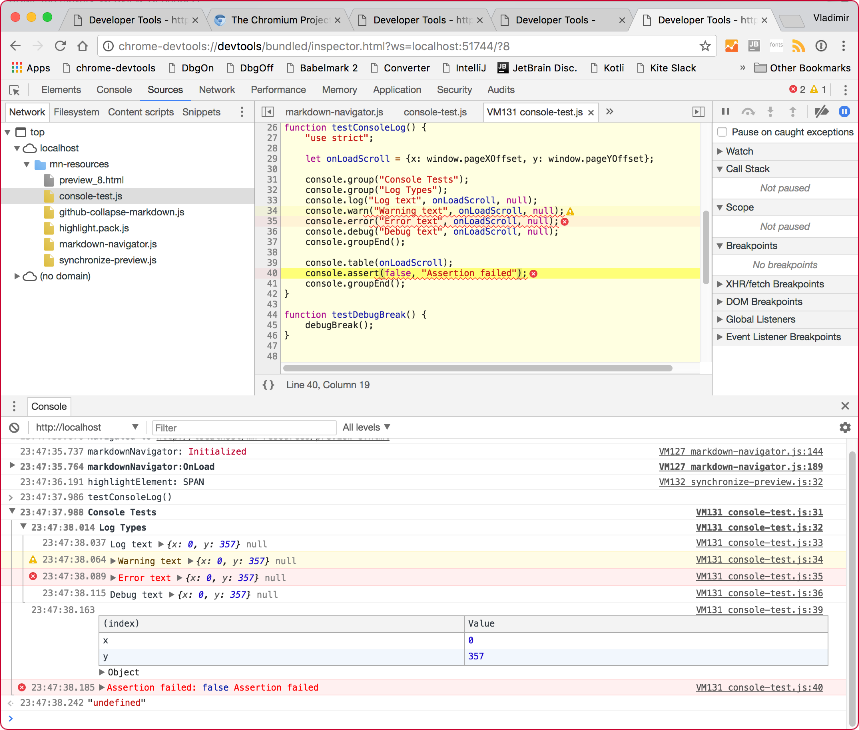 Developer Tools - http
The Chromium Projec
Developer Tools - http
Developer Tools -
Developer Tools - http
Vladimir
chrome-devtools://devtools/bundled/inspector.html?ws=localhost:51744/?8
Apps
chrome-devtools
DbgOn
DbgOff
Babelmark 2
Converter
IntelliJ
JetBrain Disc.
Kotli
Kite Slack
»
Other Bookmarks
Elements Console Sources Network Performance Memory Application Security Audits
2 1
Network Filesystem Content scripts Snippets
markdown-navigator.js console-test.js VM131 console-test.js × »
top
localhost
mn-resources
preview_8.html
console-test.js
github-collapse-markdown.js
highlight.pack.js
markdown-navigator.js
synchronize-preview.js
(no domain)
26 function testConsoleLog() {
27 "use strict";
28
29 let onLoadScroll = {x: window.pageXOffset, y: window.pageYOffset};
30
31 console.group("Console Tests");
32 console.group("Log Types");
33 console.log("Log text", onLoadScroll, null);
34 console.warn("Warning text", onLoadScroll, null);
35 console.error("Error text", onLoadScroll, null);
36 console.debug("Debug text", onLoadScroll, null);
37 console.groupEnd();
38
39 console.table(onLoadScroll);
40 console.assert(false, "Assertion failed");
41 console.groupEnd();
42 }
43
44 function testDebugBreak() {
45 debugBreak();
46 }
47
48
{} Line 40, Column 19
Pause on caught exceptions
Watch
Call Stack
Not paused
Scope
Not paused
Breakpoints
No breakpoints
XHR/fetch Breakpoints
DOM Breakpoints
Global Listeners
Event Listener Breakpoints
Console
http://localhost Filter All levels
23:47:35.737 markdownNavigator: Initialized VM127 markdown-navigator.js:144
23:47:35.764 markdownNavigator:OnLoad VM127 markdown-navigator.js:189
23:47:36.191 highlightElement: SPAN VM132 synchronize-preview.js:32
23:47:37.986 testConsoleLog()
23:47:37.988 Console Tests VM131 console-test.js:31
23:47:38.014 Log Types VM131 console-test.js:32
23:47:38.037 Log text {x: 0, y: 357} null VM131 console-test.js:33
23:47:38.064 Warning text {x: 0, y: 357} null VM131 console-test.js:34
23:47:38.089 Error text {x: 0, y: 357} null VM131 console-test.js:35
23:47:38.115 Debug text {x: 0, y: 357} null VM131 console-test.js:36
23:47:38.163 VM131 console-test.js:39
(index) Value
x 0
y 357
Object
23:47:38.185 Assertion failed: false Assertion failed VM131 console-test.js:40
23:47:38.242 "undefined"